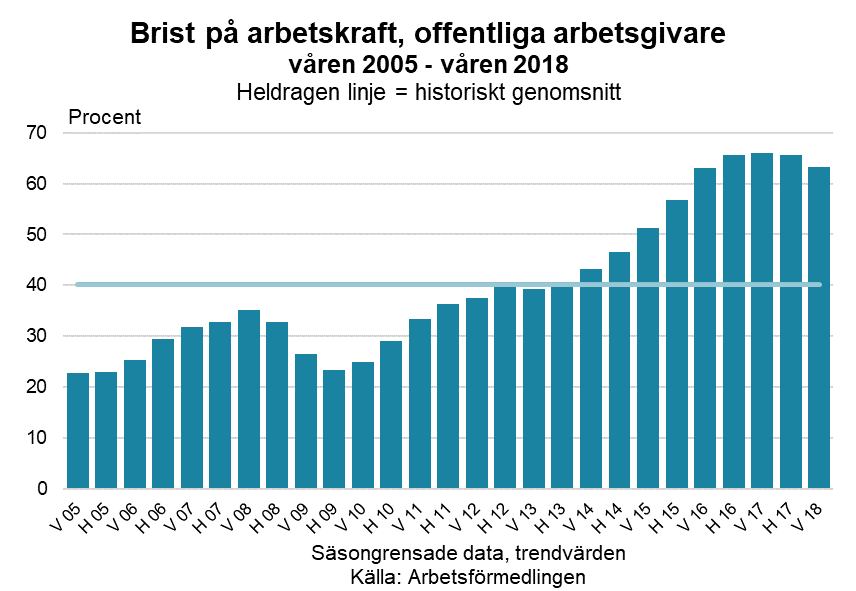 Brist på arbetskraft, offentliga arbetsgivare
våren 2005 - våren 2018
Heldragen linje = historiskt genomsnitt
Procent
70
60
50
40
30
20
10
0
V 05
H 05
V 06
H 06
V 07
H 07
V 08
H 08
V 09
H 09
V 10
H 10
V 11
H 11
V 12
H 12
V 13
H 13
V 14
H 14
V 15
H 15
V 16
H 16
V 17
H 17
V 18
Säsongrensade data, trendvärden
Källa: Arbetsförmedlingen